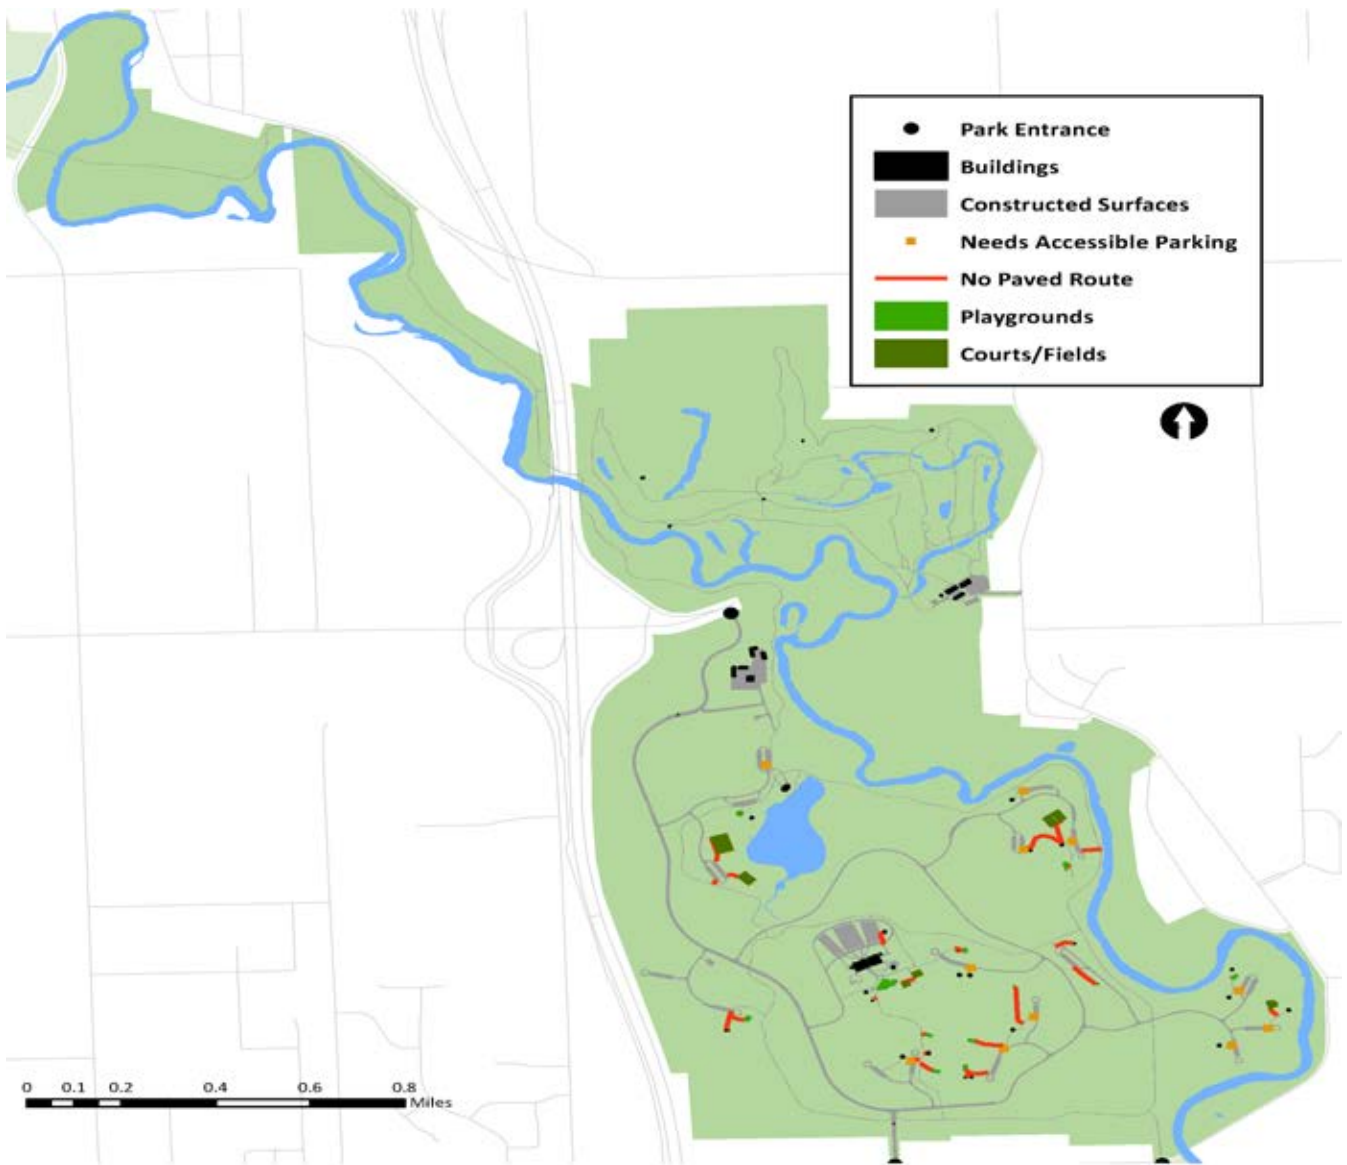 Park Entrance
Buildings
Constructed Surfaces
Needs Accessible Parking
No Paved Route
Playgrounds
Courts/Fields
0 0.1 0.2 0.4 0.6 0.8
Miles